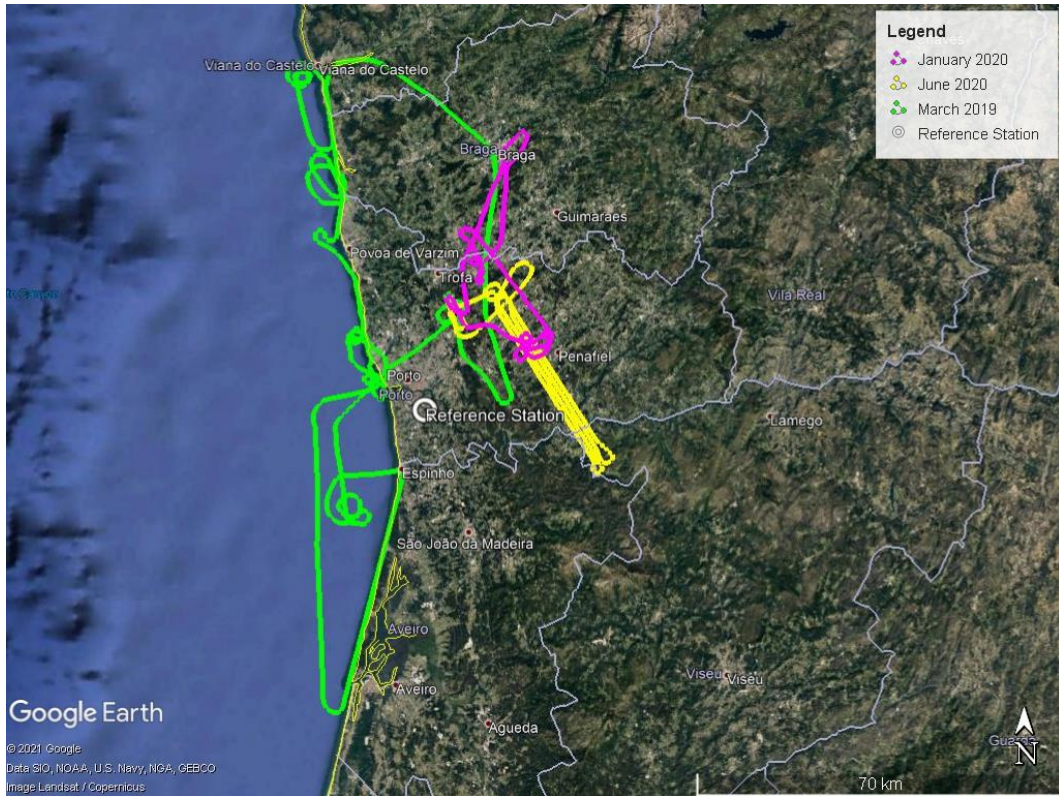 Legend
January 2020
June 2020
March 2019
Reference Station
Viana do Castelo
Viana do Castelo
Braga
Braga
Guimaraes
Povoa de Varzim
Trofa
Vila Real
Penafiel
Porto
Porto
Reference Station
Lamego
Espinho
São João da Madeira
Aveiro
Viseu
Viseu
Aveiro
Google Earth
Agueda
N
© 2021 Google
Data SIO, NOAA, U.S. Navy, NGA, GEBCO
Image Landsat / Copernicus
70 km